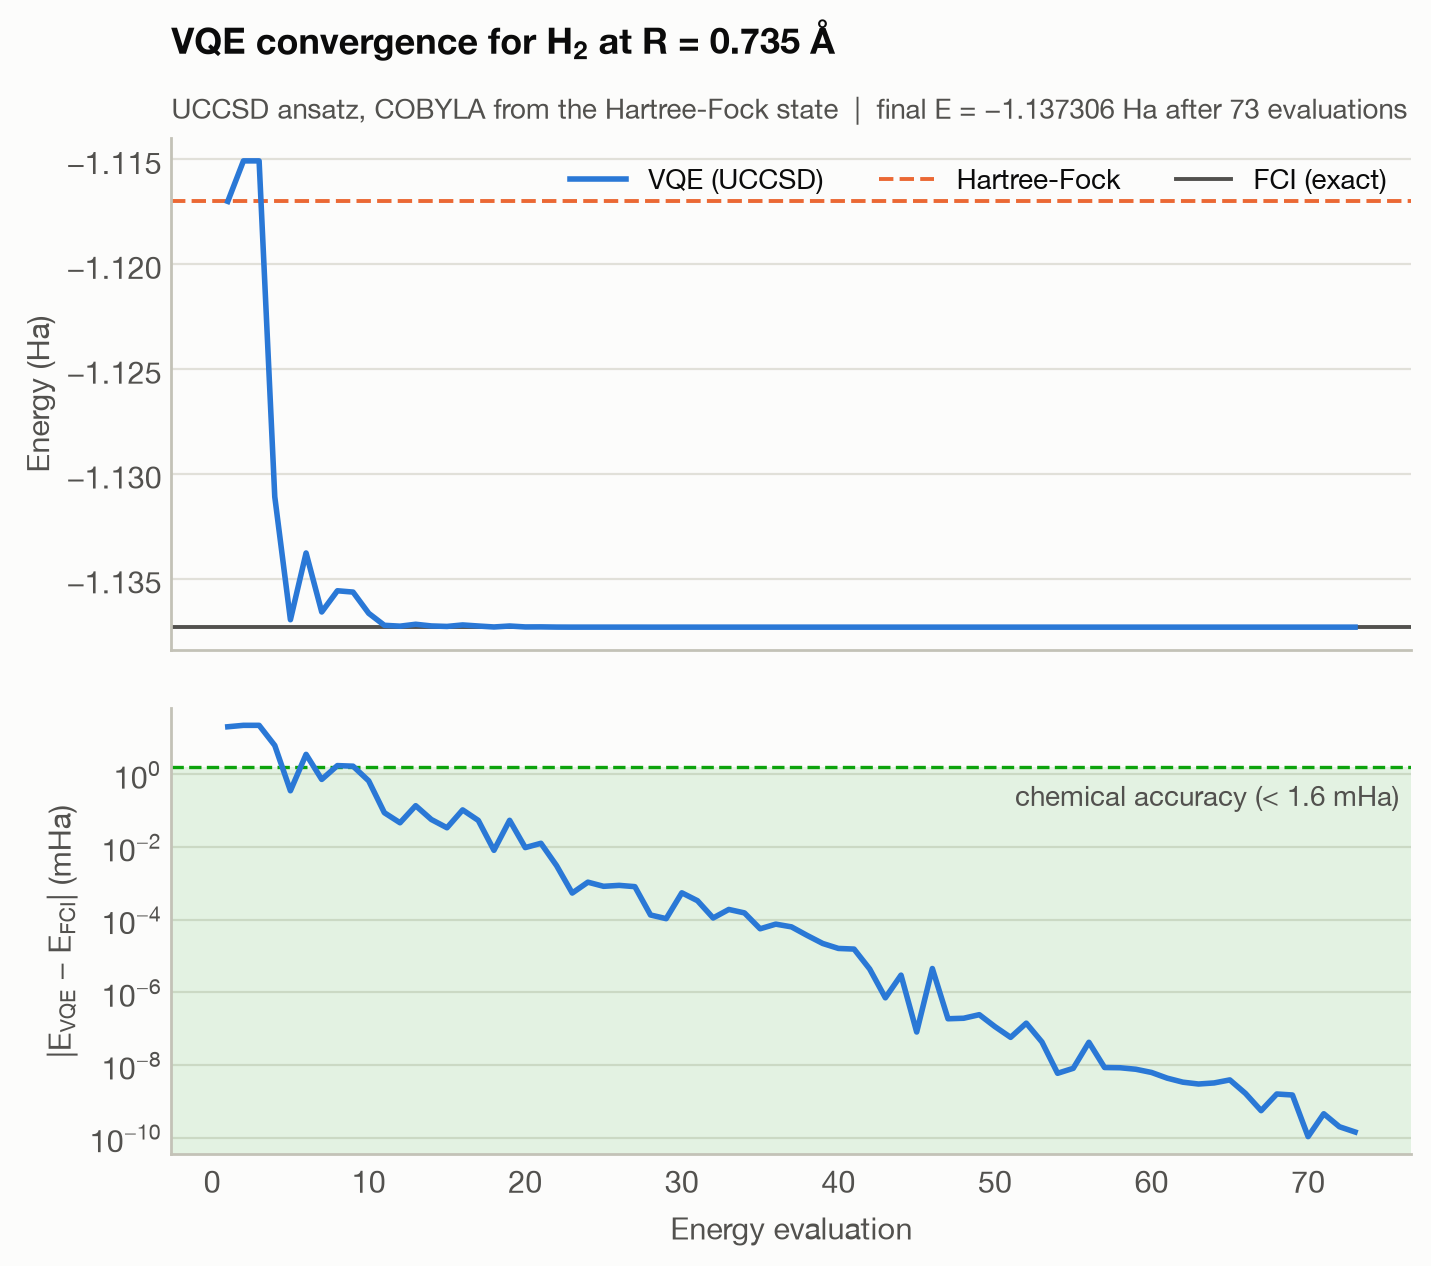 VQE convergence for H₂ at R = 0.735 Å
UCCSD ansatz, COBYLA from the Hartree-Fock state | final E = −1.137306 Ha after 73 evaluations
VQE (UCCSD)
Hartree-Fock
FCI (exact)
Energy (Ha)
−1.115
−1.120
−1.125
−1.130
−1.135
|E_VQE − E_FCI| (mHa)
10⁰
10⁻²
10⁻⁴
10⁻⁶
10⁻⁸
10⁻¹⁰
chemical accuracy (< 1.6 mHa)
0 10 20 30 40 50 60 70
Energy evaluation